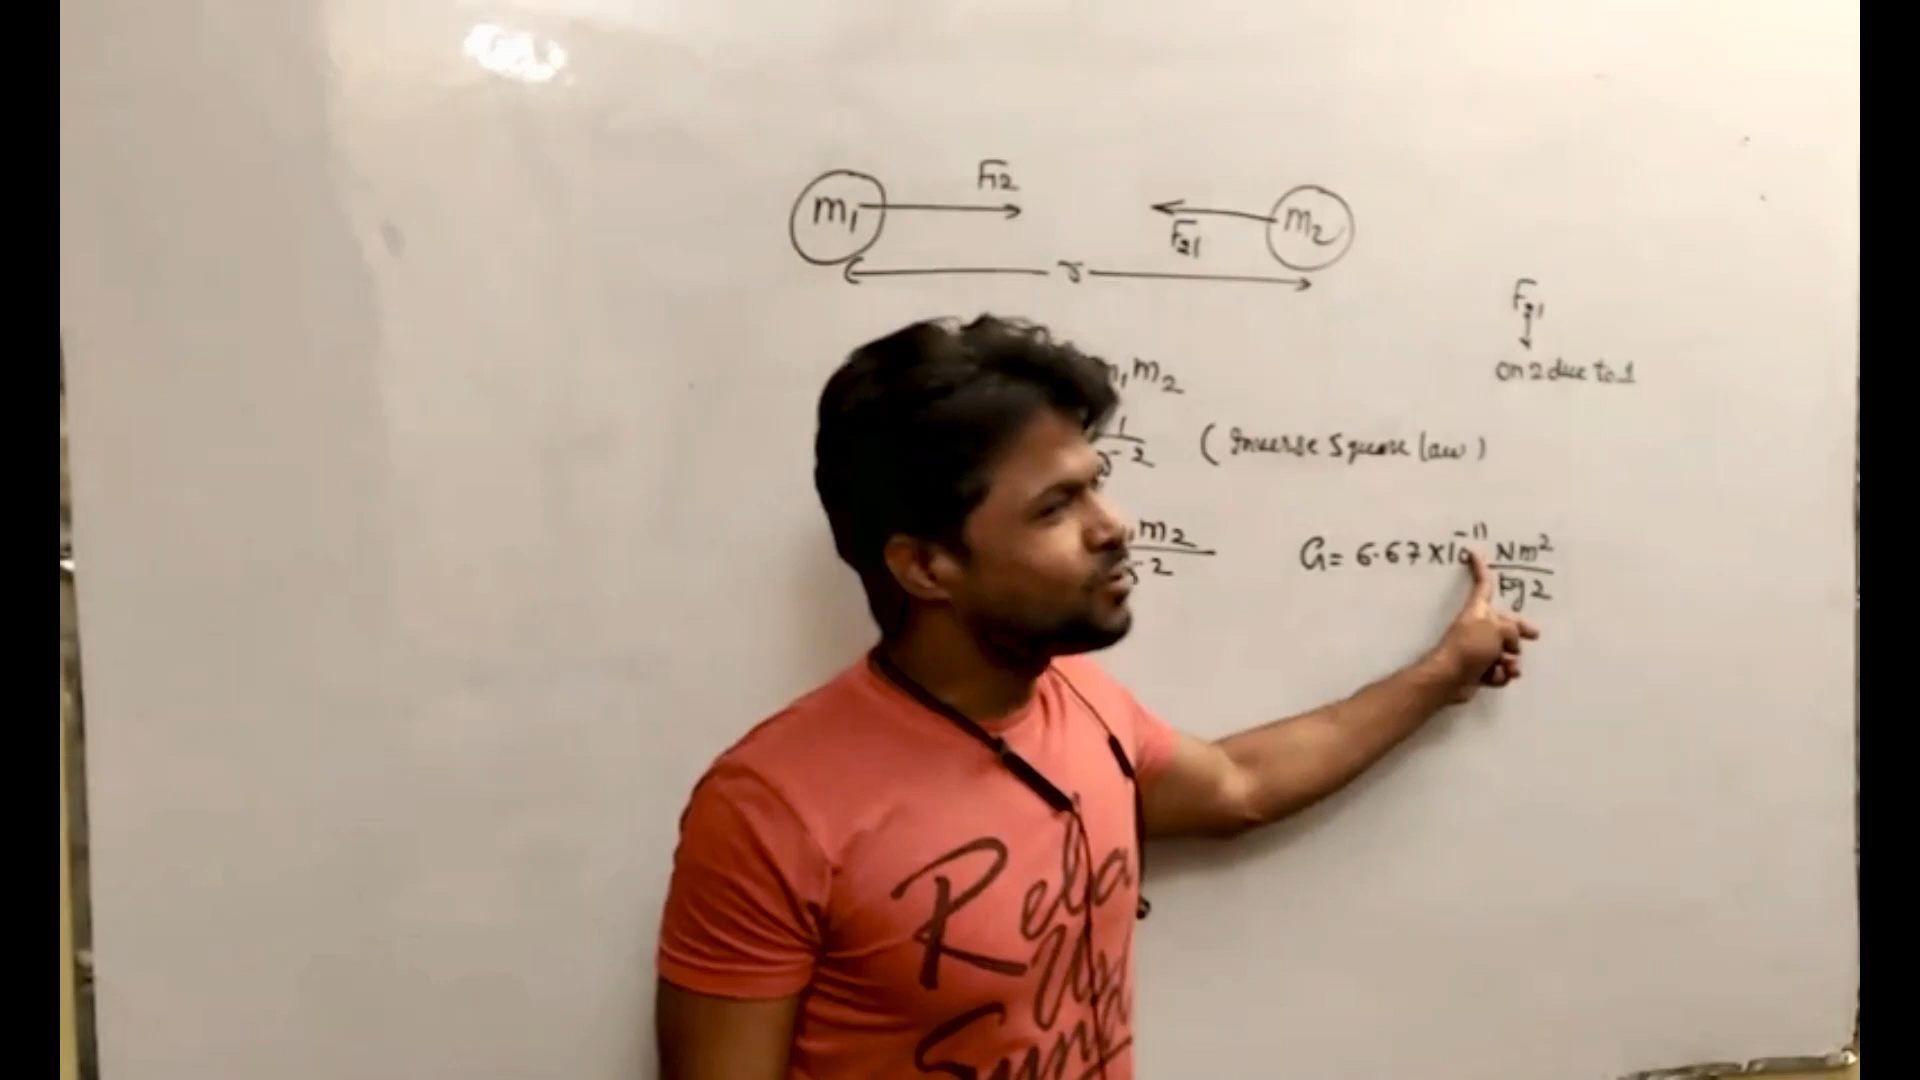 F12
m1 m2
F21
r
F21
on 2 due to 1
m1 m2
1
r2 (Inverse Square law)
m2
r2
G = 6.67 x 10-11 Nm2
kg2
Rela